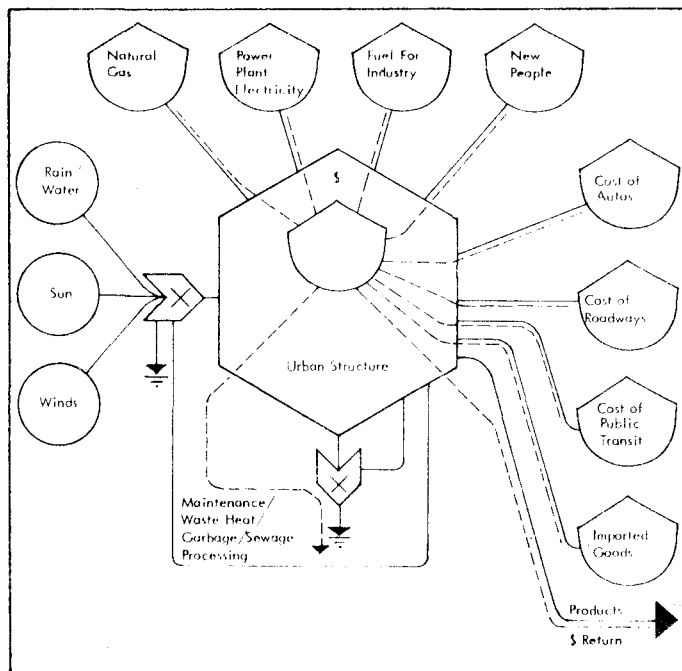 Natural
Gas
Power
Plant
Electricity
Fuel For
Industry
New
People
Rain/
Water
$
Cost of
Autos
Sun
Cost of
Roadways
Urban Structure
Winds
Cost of
Public
Transit
Maintenance/
Waste Heat/
Garbage/Sewage
Processing
Imported
Goods
Products
$ Return